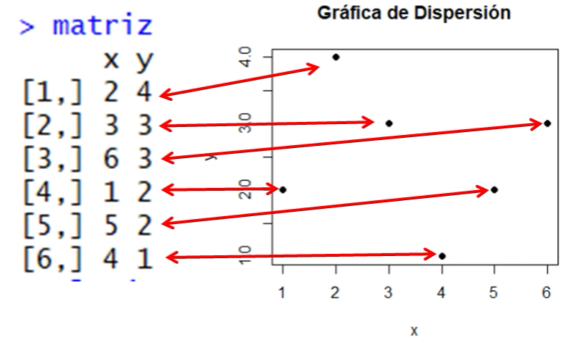 > matriz
x y
[1,] 2 4
[2,] 3 3
[3,] 6 3
[4,] 1 2
[5,] 5 2
[6,] 4 1
Gráfica de Dispersión
4.0
3.0
2.0
1.0
y
1 2 3 4 5 6
x